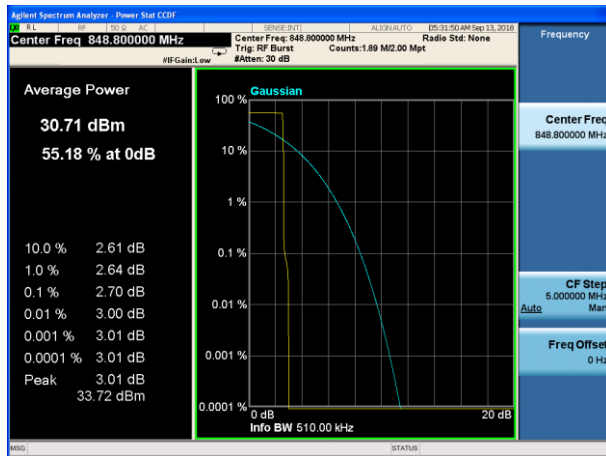 Agilent Spectrum Analyzer - Power Stat CCDF
RL RF 50 Ω AC SENSE:INT ALIGNAUTO 05:31:50 AM Sep 13, 2018
Center Freq 848.800000 MHz
Center Freq: 848.800000 MHz Radio Std: None
Trig: RF Burst Counts:1.89 M/2.00 Mpt
#IFGain:Low #Atten: 30 dB
Frequency
Average Power
30.71 dBm
55.18 % at 0dB
10.0 % 2.61 dB
1.0 % 2.64 dB
0.1 % 2.70 dB
0.01 % 3.00 dB
0.001 % 3.01 dB
0.0001 % 3.01 dB
Peak 3.01 dB
33.72 dBm
Gaussian
100 %
10 %
1 %
0.1 %
0.01 %
0.001 %
0.0001 %
0 dB 20 dB
Info BW 510.00 kHz
Center Freq
848.800000 MHz
CF Step
5.000000 MHz
Auto Man
Freq Offset
0 Hz
MSG STATUS